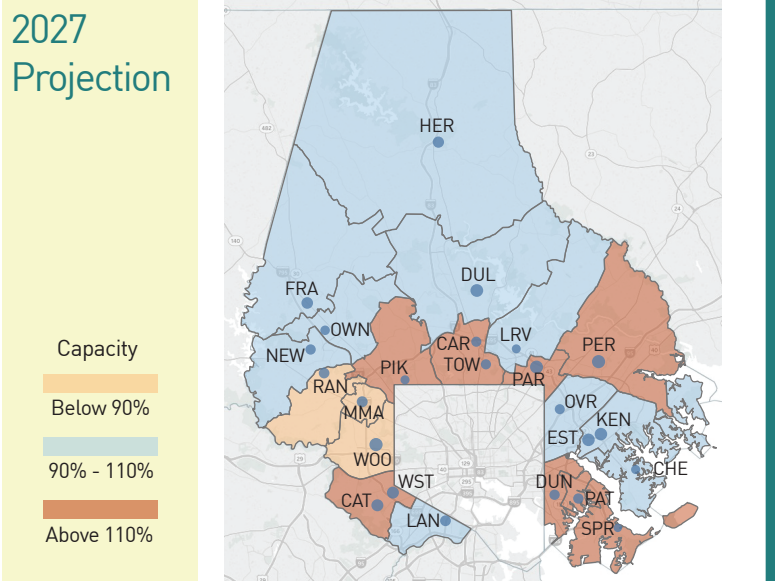 2027
Projection
Capacity
Below 90%
90% - 110%
Above 110%
HER
DUL
FRA
OWN
NEW
CAR
LRV
TOW
PER
PIK
PAR
RAN
MMA
OVR
KEN
EST
WOO
CHE
WST
CAT
LAN
DUN
PAT
SPR